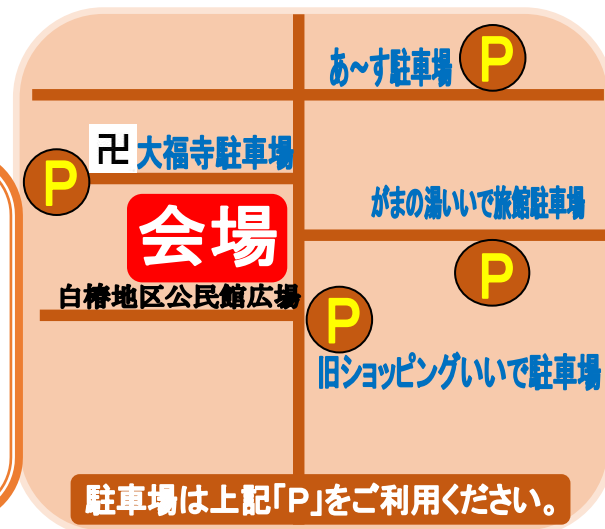 あ～す駐車場
P
卍大福寺駐車場
P
がまの湯いいで旅館駐車場
会場
P
白椿地区公民館広場
P
旧ショッピングいいで駐車場
駐車場は上記「P」をご利用ください。